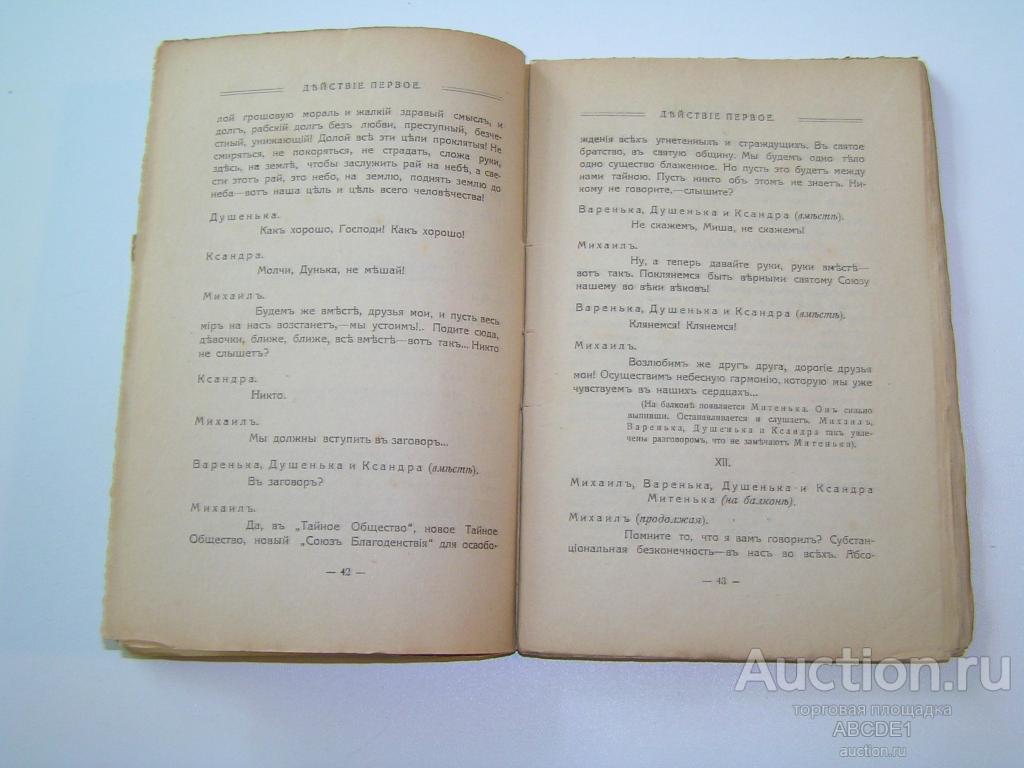 ДѢЙСТВІЕ ПЕРВОЕ.
лой грошовую мораль и жалкій здравый смыслъ, и
долгъ, рабскій долгъ безъ любви, преступный, безче-
стный, унижающій! Долой всѣ эти цѣпи проклятыя! Не
смиряться, не покоряться, не страдать, сложа руки,
здѣсь, на землѣ, чтобы заслужить рай на небѣ, а све-
сти этотъ рай, это небо, на землю, поднять землю до
неба—вотъ наша цѣль и цѣль всего человѣчества!
Душенька.
Какъ хорошо, Господи! Какъ хорошо!
Ксандра.
Молчи, Дунька, не мѣшай!
Михаилъ.
Будемъ же вмѣстѣ, друзья мои, и пусть весь
міръ на насъ возстанетъ,—мы устоимъ!.. Подите сюда,
дѣвочки, ближе, ближе, всѣ вмѣстѣ—вотъ такъ... Никто
не слышетъ?
Ксандра.
Никто.
Михаилъ.
Мы должны вступить въ заговоръ...
Варенька, Душенька и Ксандра (вмѣстѣ).
Въ заговоръ?
Михаилъ.
Да, въ „Тайное Общество“, новое Тайное
Общество, новый „Союзъ Благоденствія“ для освобо-
— 42 —
ДѢЙСТВІЕ ПЕРВОЕ.
жденія всѣхъ угнетенныхъ и страждущихъ. Въ святое
братство, въ святую общину. Мы будемъ одно тѣло
одно существо блаженное. Но пусть это будетъ между
нами тайною. Пусть никто объ этомъ не знаетъ. Ни-
кому не говорите,—слышите?
Варенька, Душенька и Ксандра (вмѣстѣ).
Не скажемъ, Миша, не скажемъ!
Михаилъ.
Ну, а теперь давайте руки, руки вмѣстѣ—
вотъ такъ. Поклянемся быть вѣрными святому Союзу
нашему во вѣки вѣковъ!
Варенька, Душенька и Ксандра (вмѣстѣ).
Клянемся! Клянемся!
Михаилъ.
Возлюбимъ же другъ друга, дорогіе друзья
мои! Осуществимъ небесную гармонію, которую мы уже
чувствуемъ въ нашихъ сердцахъ...
(На балконѣ появляется Митенька. Онъ сильно
выпивши. Останавливается и слушаетъ. Михаилъ,
Варенька, Душенька и Ксандра такъ увле-
чены разговоромъ, что не замѣчаютъ Митеньки).
XII.
Михаилъ, Варенька, Душенька и Ксандра
Митенька (на балконѣ).
Михаилъ (продолжая).
Помните то, что я вамъ говорилъ? Субстан-
ціональная безконечность—въ насъ во всѣхъ. Абсо-
— 43 —
Auction.ru
торговая площадка
ABCDE1
auction.ru